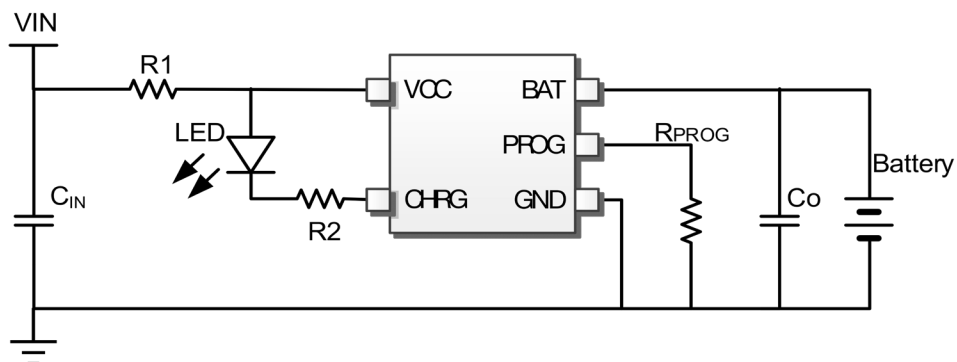 VIN
R1
VCC
BAT
LED
PROG
RPROG
Battery
CIN
CHRG
GND
Co
R2